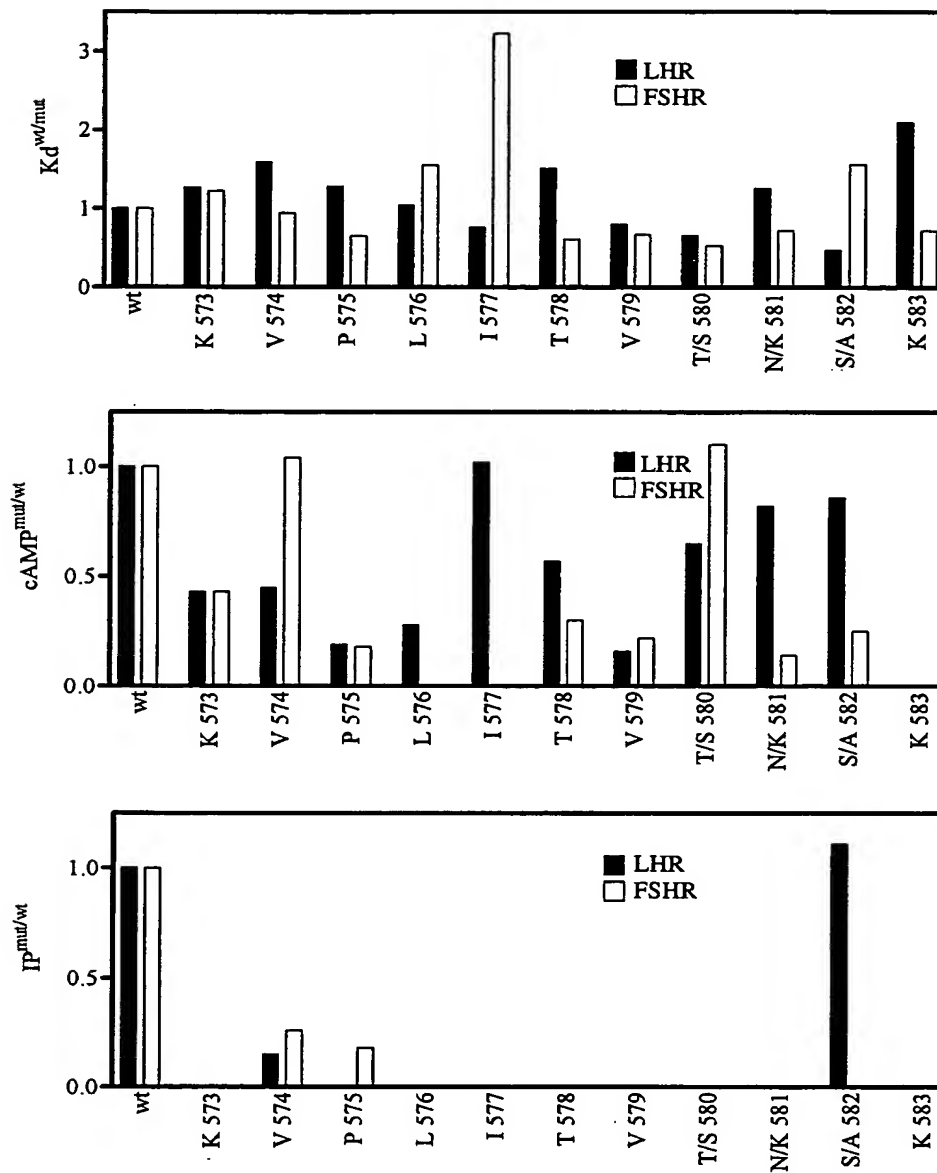 3
2
1
0
Kd^wt/mut
LHR
FSHR
wt
K 573
V 574
P 575
L 576
I 577
T 578
V 579
T/S 580
N/K 581
S/A 582
K 583
1.0
0.5
0.0
cAMP^mut/wt
LHR
FSHR
wt
K 573
V 574
P 575
L 576
I 577
T 578
V 579
T/S 580
N/K 581
S/A 582
K 583
1.0
0.5
0.0
IP^mut/wt
LHR
FSHR
wt
K 573
V 574
P 575
L 576
I 577
T 578
V 579
T/S 580
N/K 581
S/A 582
K 583